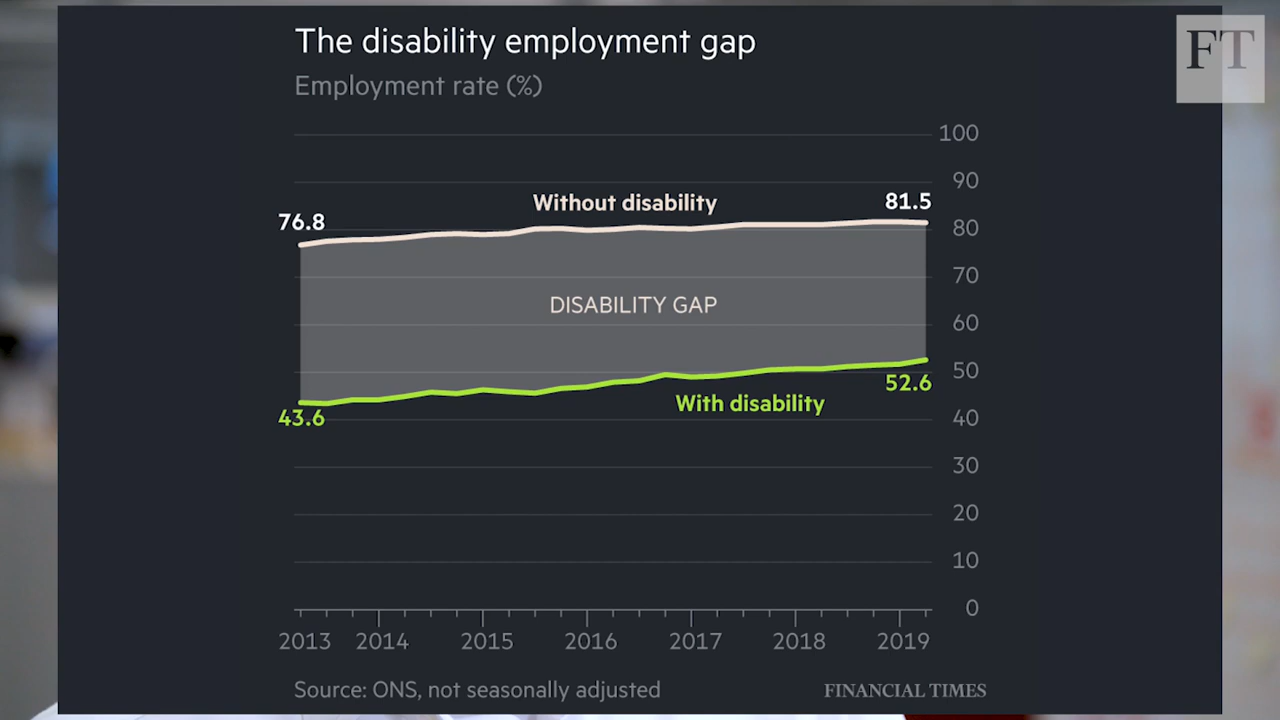 The disability employment gap
FT
Employment rate (%)
100
90
Without disability
81.5
76.8
80
70
DISABILITY GAP
60
50
52.6
With disability
43.6
40
30
20
10
0
2013 2014 2015 2016 2017 2018 2019
Source: ONS, not seasonally adjusted
FINANCIAL TIMES